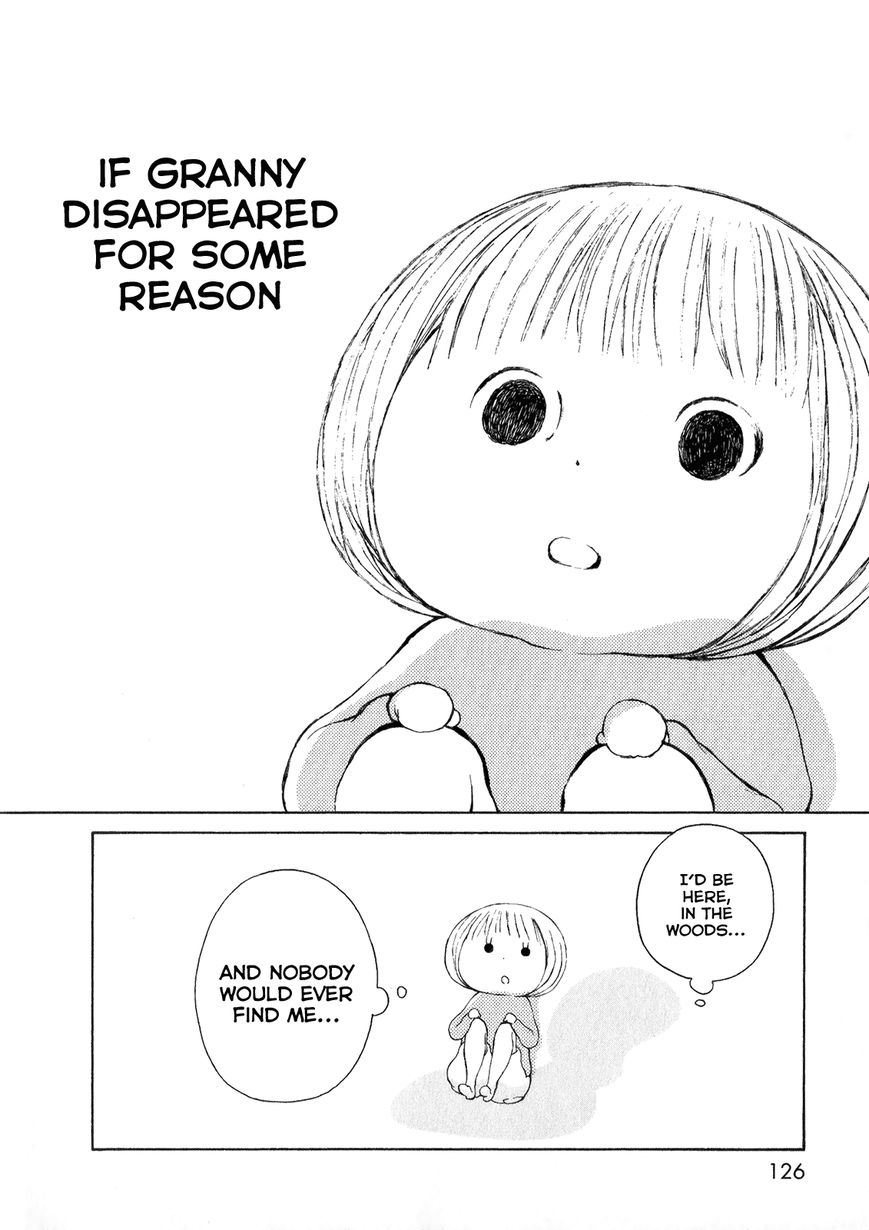 IF GRANNY
DISAPPEARED
FOR SOME
REASON
I'D BE
HERE,
IN THE
WOODS...
AND NOBODY
WOULD EVER
FIND ME...
126